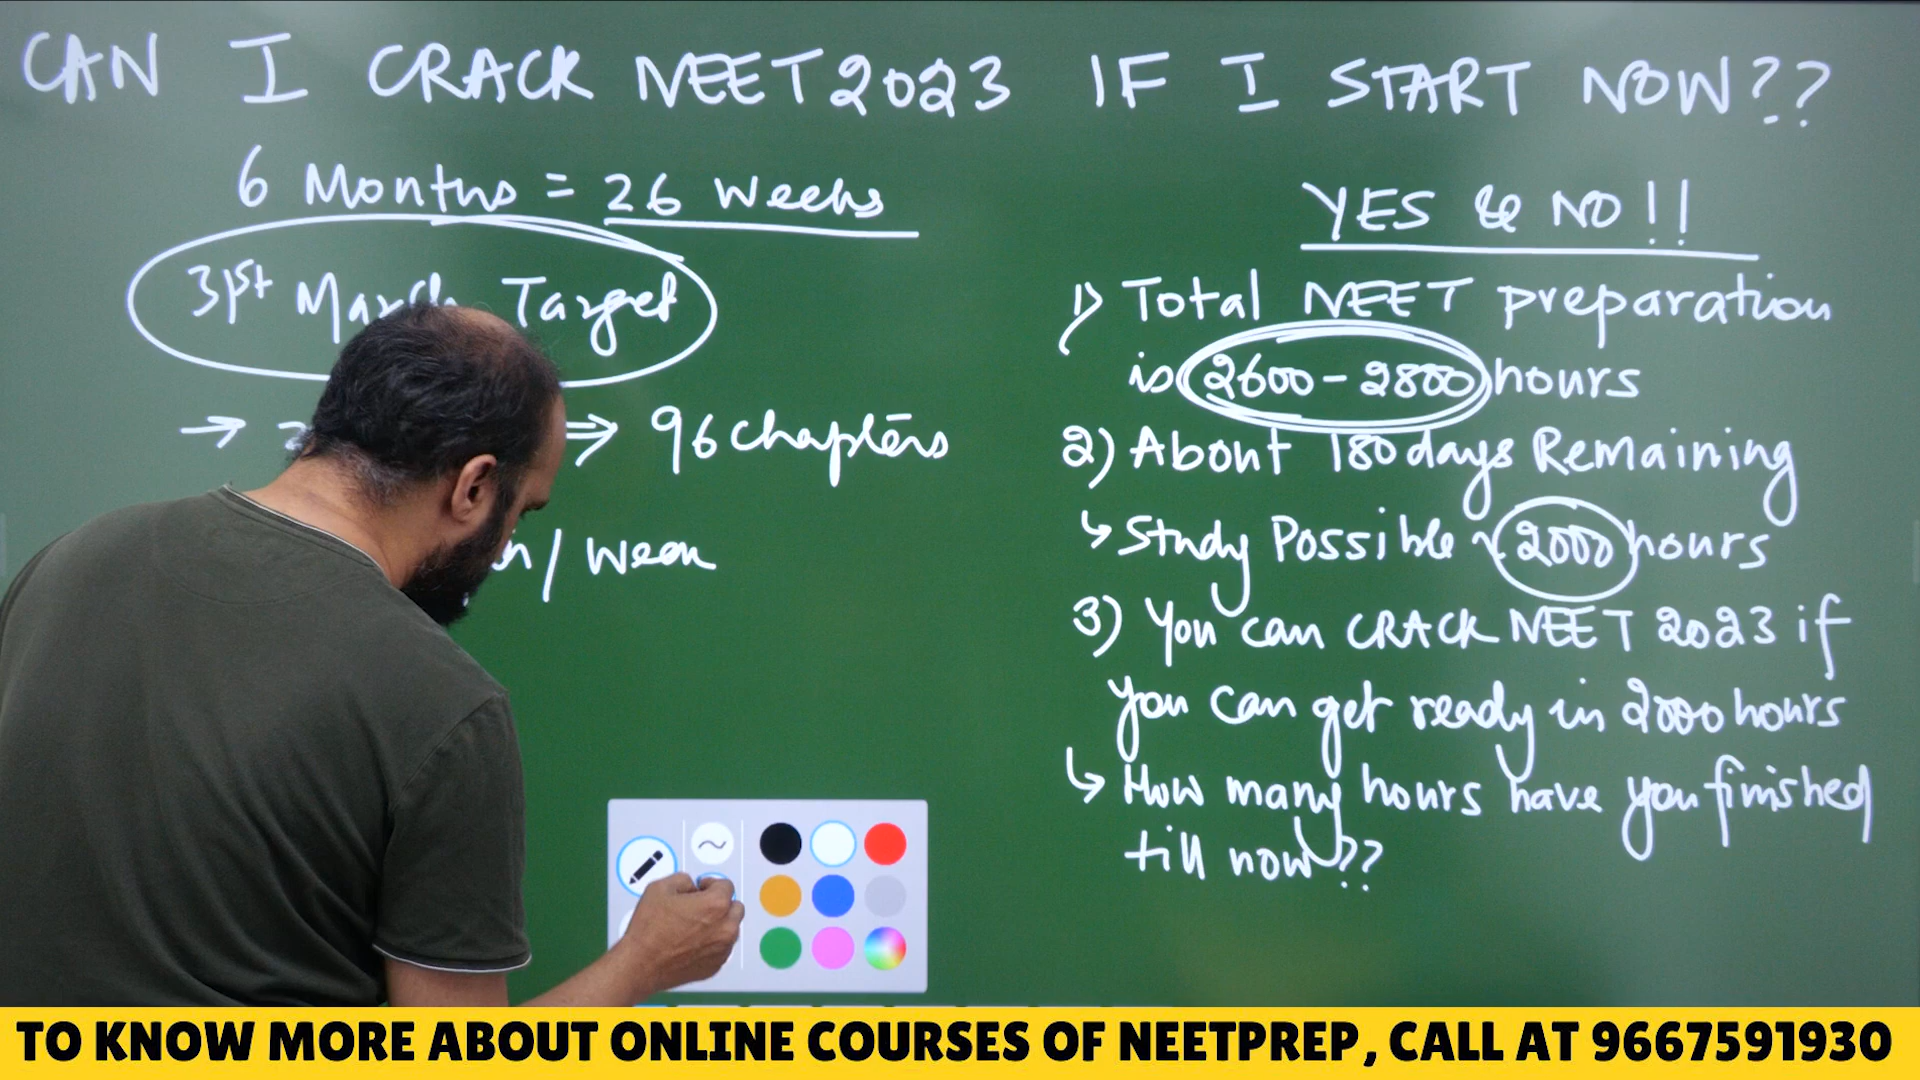 CAN I CRACK NEET 2023 IF I START NOW??
6 Months = 26 Weeks
31st March Target
→ ⇒ 96 chapters
/ week
YES & NO!!
1) Total NEET preparation
is 2600 - 2800 hours
2) About 180 days Remaining
↳ Study Possible ~ 2000 hours
3) You can CRACK NEET 2023 if
you can get ready in 2000 hours
↳ How many hours have you finished
till now??
TO KNOW MORE ABOUT ONLINE COURSES OF NEETPREP, CALL AT 9667591930